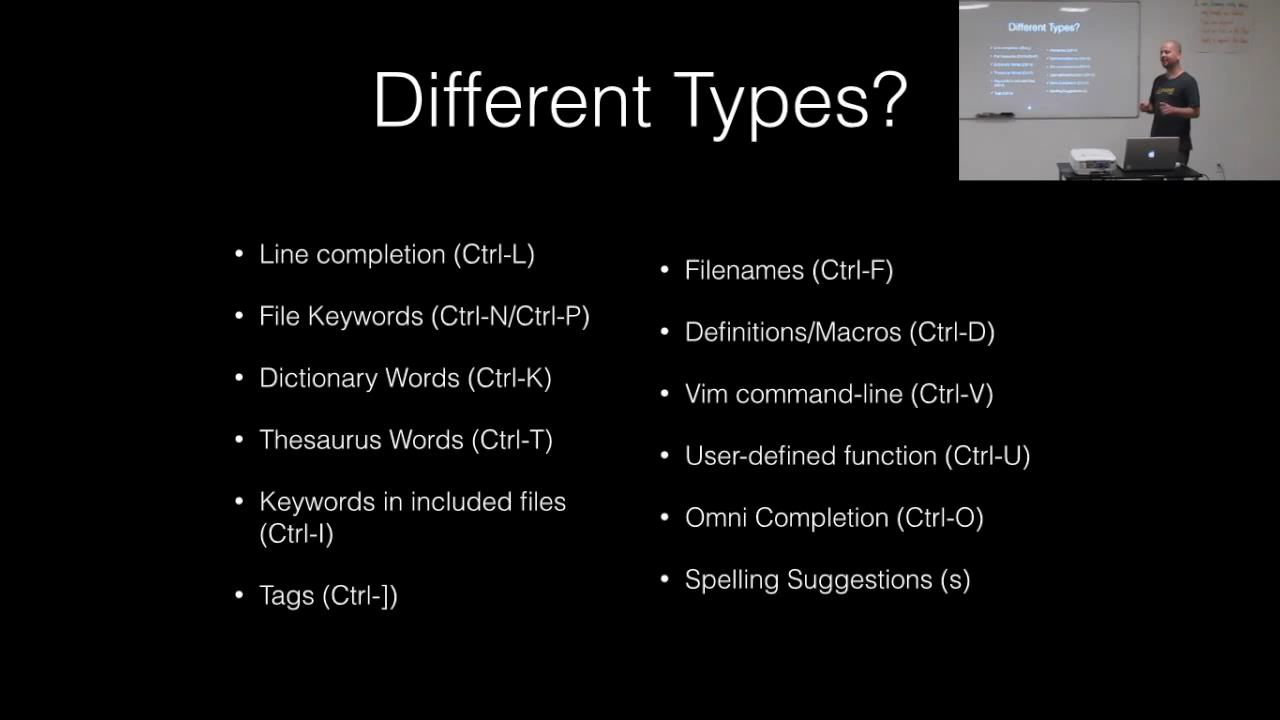 Different Types?
• Line completion (Ctrl-L)
• File Keywords (Ctrl-N/Ctrl-P)
• Dictionary Words (Ctrl-K)
• Thesaurus Words (Ctrl-T)
• Keywords in included files
(Ctrl-I)
• Tags (Ctrl-])
• Filenames (Ctrl-F)
• Definitions/Macros (Ctrl-D)
• Vim command-line (Ctrl-V)
• User-defined function (Ctrl-U)
• Omni Completion (Ctrl-O)
• Spelling Suggestions (s)
Different Types?